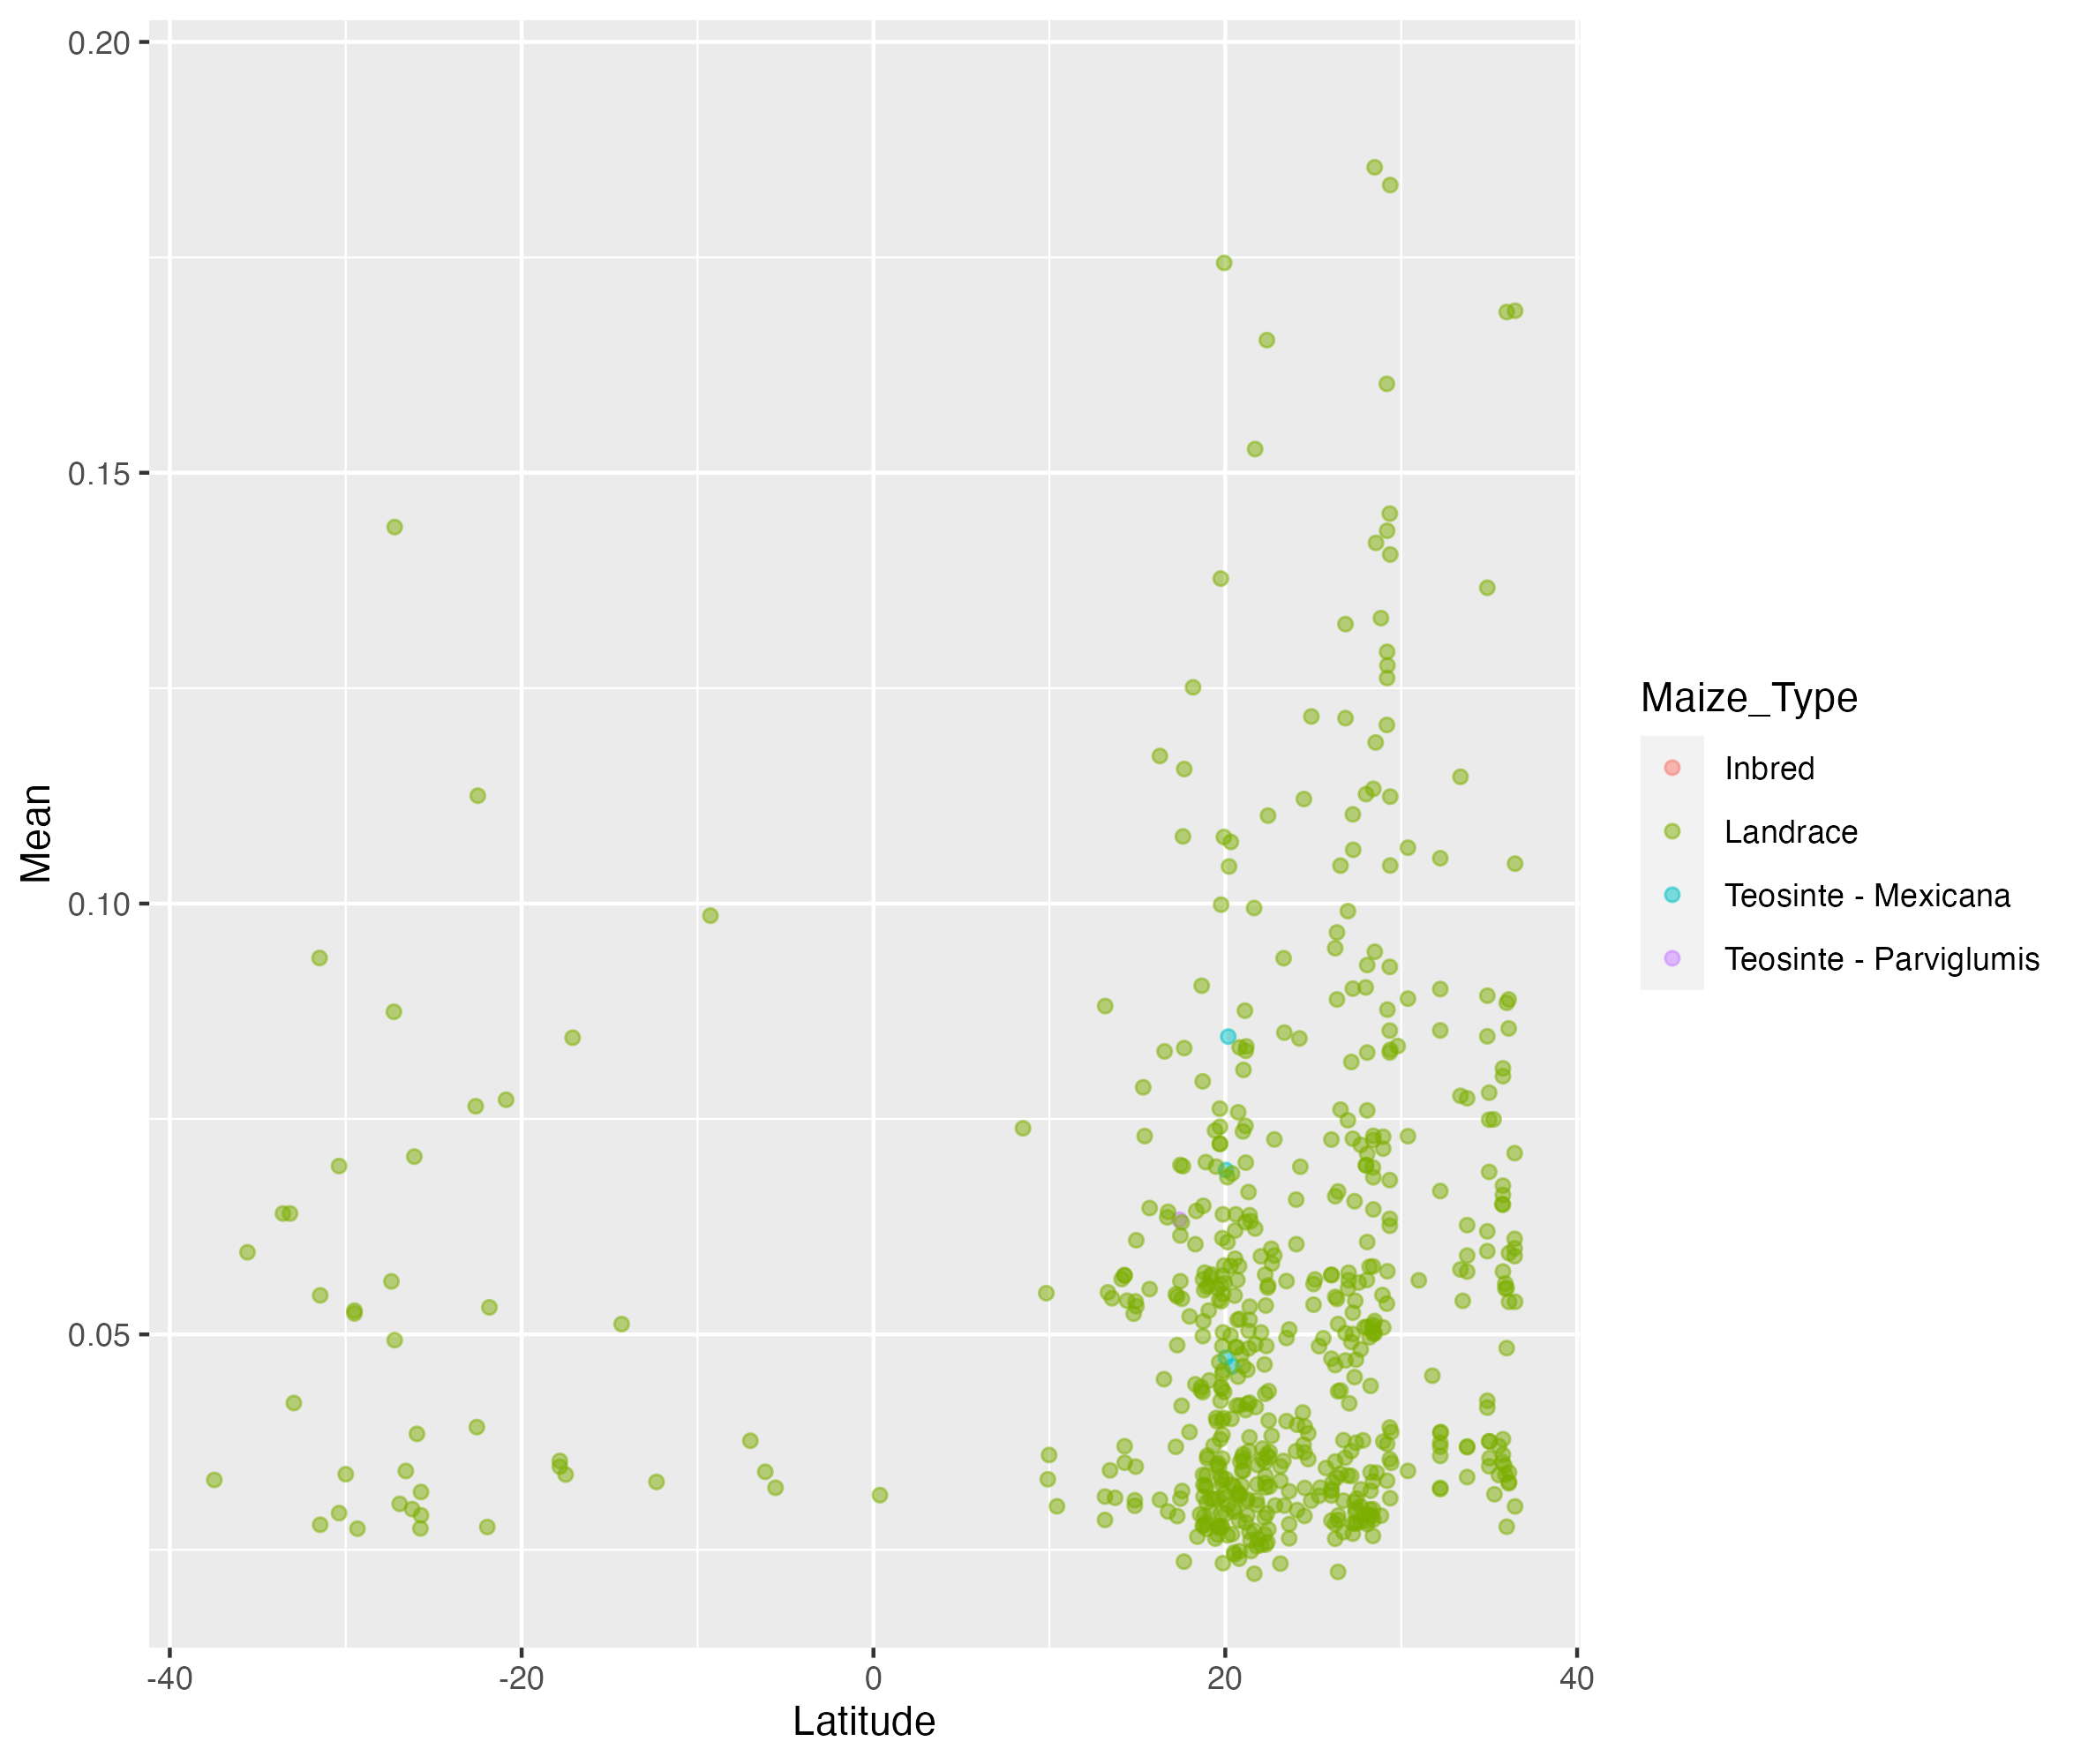 0.20
0.15
0.10
0.05
Mean
-40
-20
0
20
40
Latitude
Maize_Type
Inbred
Landrace
Teosinte - Mexicana
Teosinte - Parviglumis